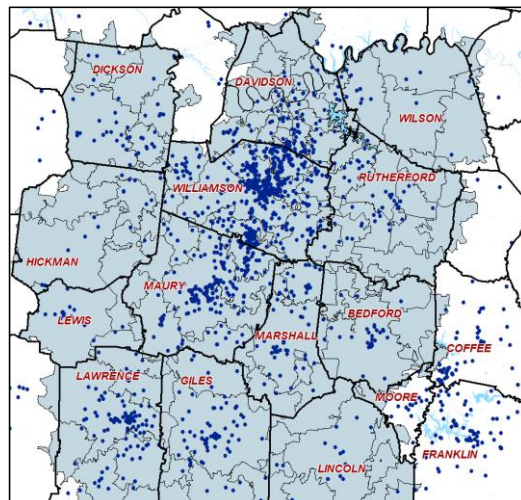 DICKSON
DAVIDSON
WILSON
WILLIAMSON
RUTHERFORD
HICKMAN
MAURY
LEWIS
BEDFORD
MARSHALL
COFFEE
LAWRENCE
GILES
MOORE
FRANKLIN
LINCOLN